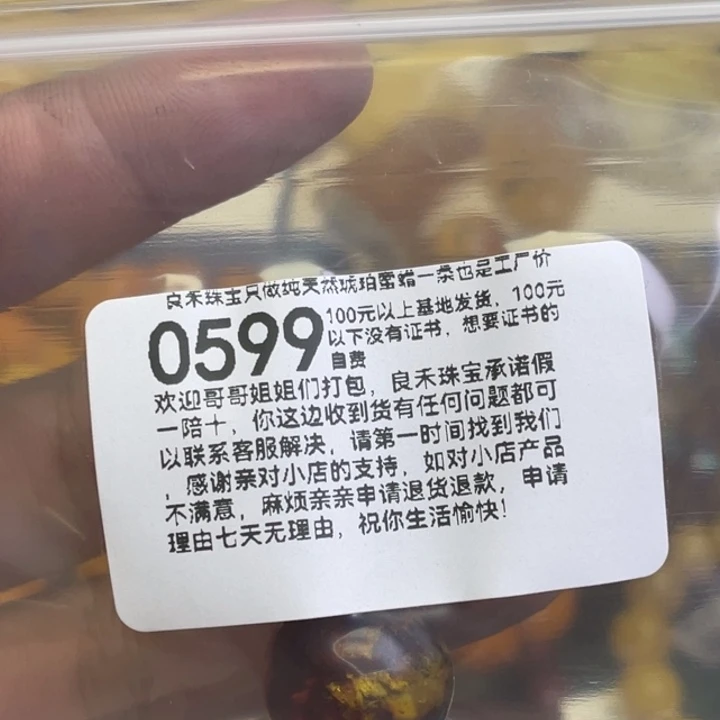 良禾珠宝只做纯天然琥珀蜜蜡一条也是工厂价
0599
100元以上基地发货，100元
以下没有证书，想要证书的
自费
欢迎哥哥姐姐们打包，良禾珠宝承诺假
一陪十，你这边收到货有任何问题都可
以联系客服解决，请第一时间找到我们
，感谢亲对小店的支持，如对小店产品
不满意，麻烦亲亲申请退货退款，申请
理由七天无理由，祝你生活愉快！